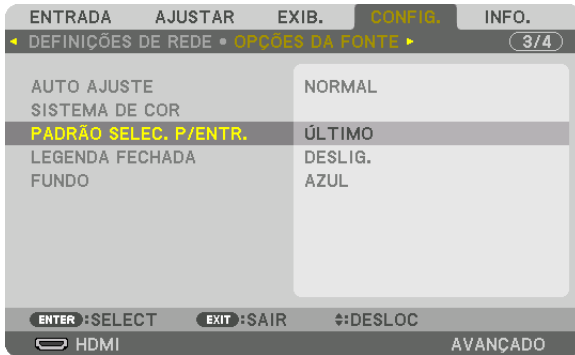 ENTRADA AJUSTAR EXIB. CONFIG. INFO.
DEFINIÇÕES DE REDE • OPÇÕES DA FONTE 3/4
AUTO AJUSTE NORMAL
SISTEMA DE COR
PADRÃO SELEC. P/ENTR. ÚLTIMO
LEGENDA FECHADA DESLIG.
FUNDO AZUL
ENTER :SELECT EXIT :SAIR :DESLOC
HDMI AVANÇADO